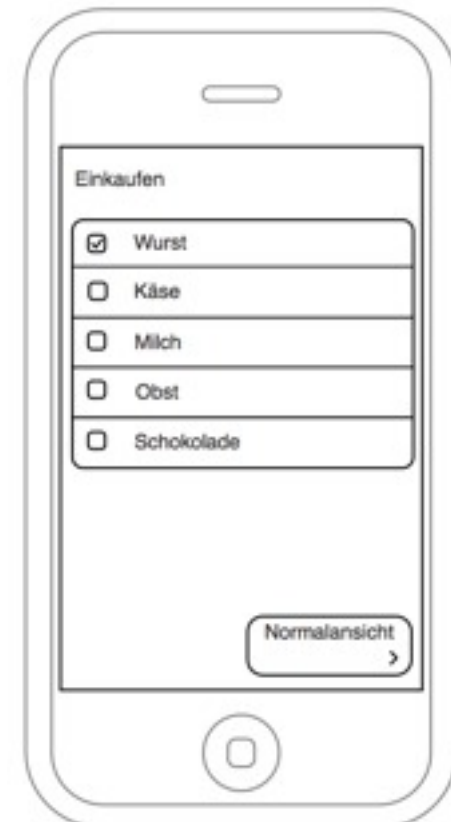 Einkaufen
Wurst
Käse
Milch
Obst
Schokolade
Normalansicht